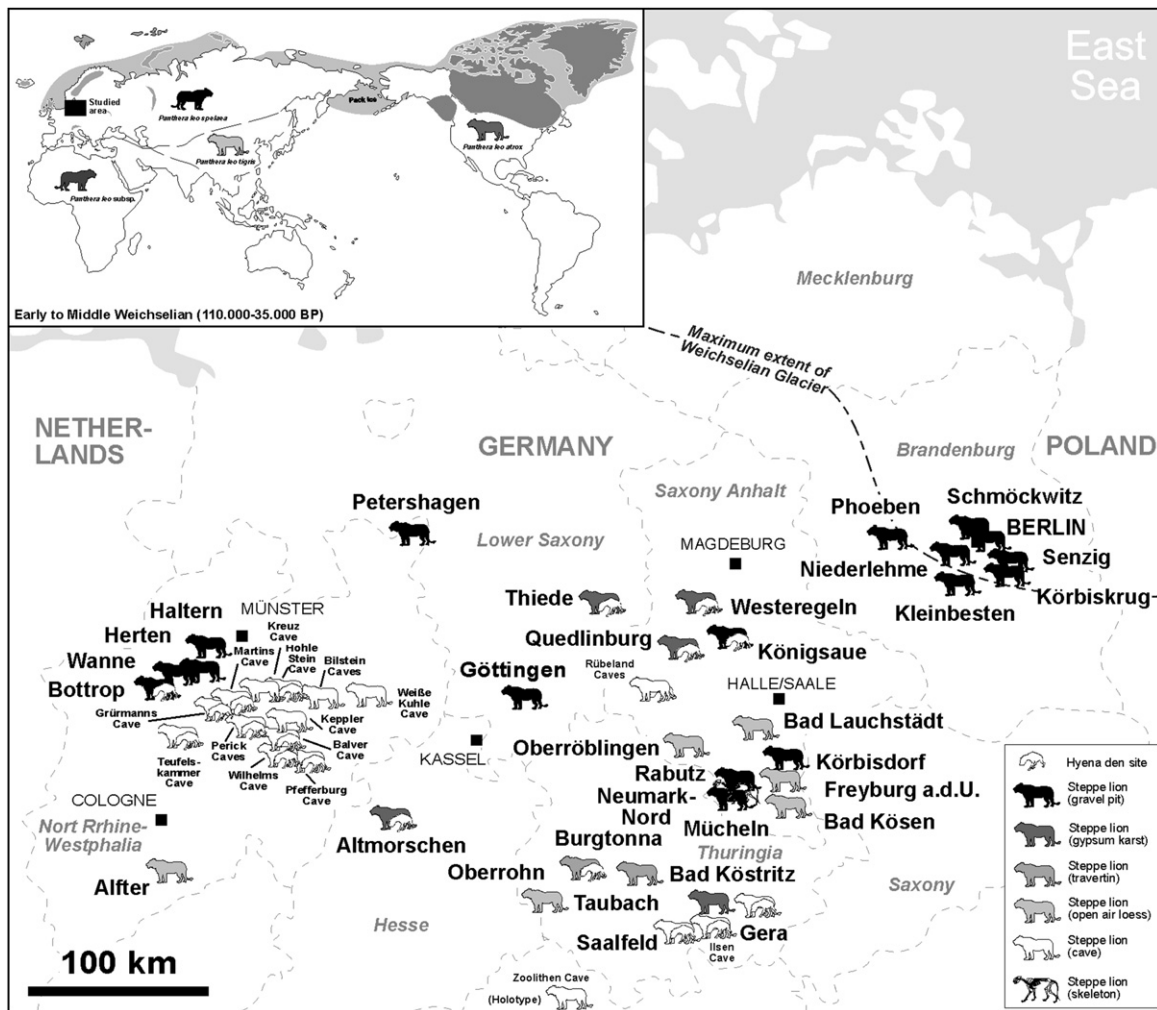 East
Sea
Studied
area
Pack Ice
Panthera leo spelaea
Panthera leo atrox
Panthera leo tigris
Panthera leo subsp.
Early to Middle Weichselian (110.000-35.000 BP)
Mecklenburg
Maximum extent of
Weichselian Glacier
NETHER-
LANDS
GERMANY
Brandenburg
POLAND
Saxony Anhalt
Petershagen
Lower Saxony
MAGDEBURG
Phoeben
Schmöckwitz
BERLIN
Senzig
Niederlehme
Kleinbesten
Körbiskrug-
Thiede
Westeregeln
Quedlinburg
Königsaue
Rübeland
Caves
Haltern
MÜNSTER
Herten
Kreuz
Cave
Martins
Cave
Hohle
Stein
Cave
Bilstein
Caves
Wanne
Bottrop
Weiße
Kuhle
Cave
Grürmanns
Cave
Keppler
Cave
Perick
Caves
Balver
Cave
Teufels-
kammer
Cave
Wilhelms
Cave
Pfefferburg
Cave
Göttingen
KASSEL
HALLE/SAALE
Bad Lauchstädt
Oberröblingen
Körbisdorf
Rabutz
Neumark-
Nord
Freyburg a.d.U.
Mücheln
Bad Kösen
COLOGNE
Nort Rrhine-
Westphalia
Altmorschen
Alfter
Burgtonna
Thuringia
Oberrohn
Bad Köstritz
Taubach
Saxony
Hesse
Saalfeld
Gera
Ilsen
Cave
100 km
Zoolithen Cave
(Holotype)
Hyena den site
Steppe lion
(gravel pit)
Steppe lion
(gypsum karst)
Steppe lion
(travertin)
Steppe lion
(open air loess)
Steppe lion
(cave)
Steppe lion
(skeleton)